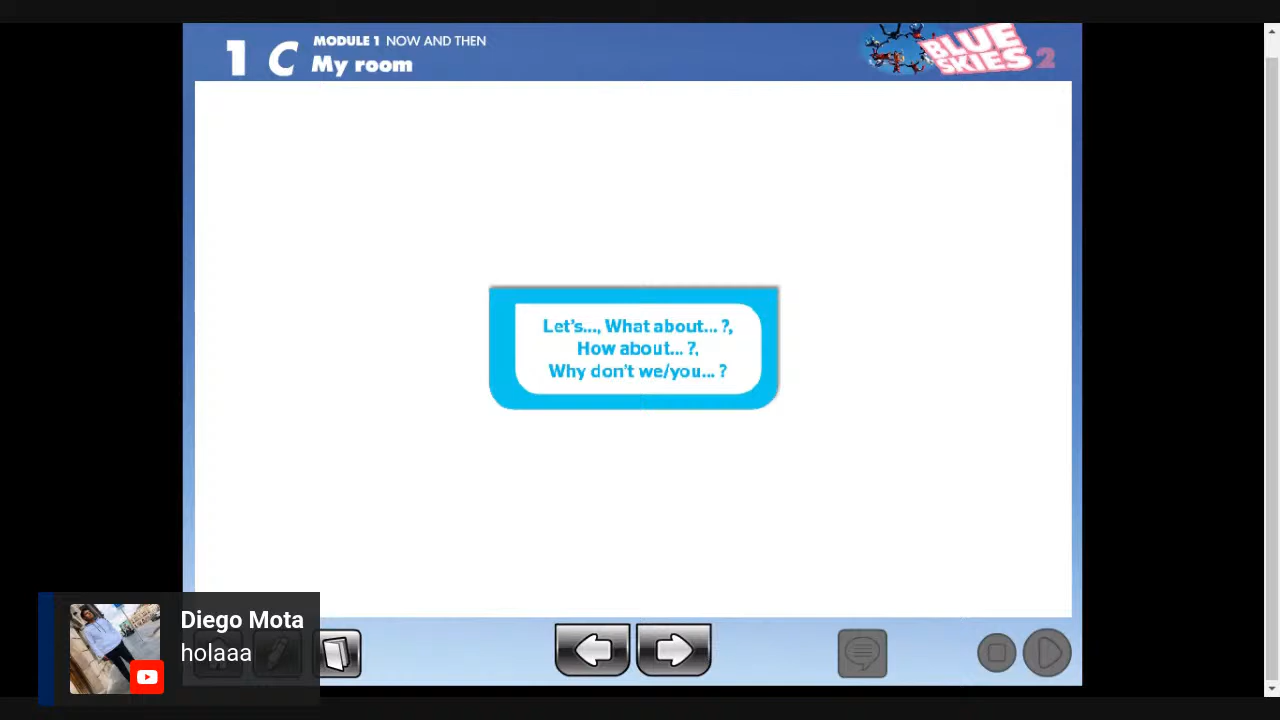 1 C
MODULE 1 NOW AND THEN
My room
BLUE
SKIES 2
Let's..., What about... ?,
How about... ?,
Why don't we/you... ?
Diego Mota
holaaa